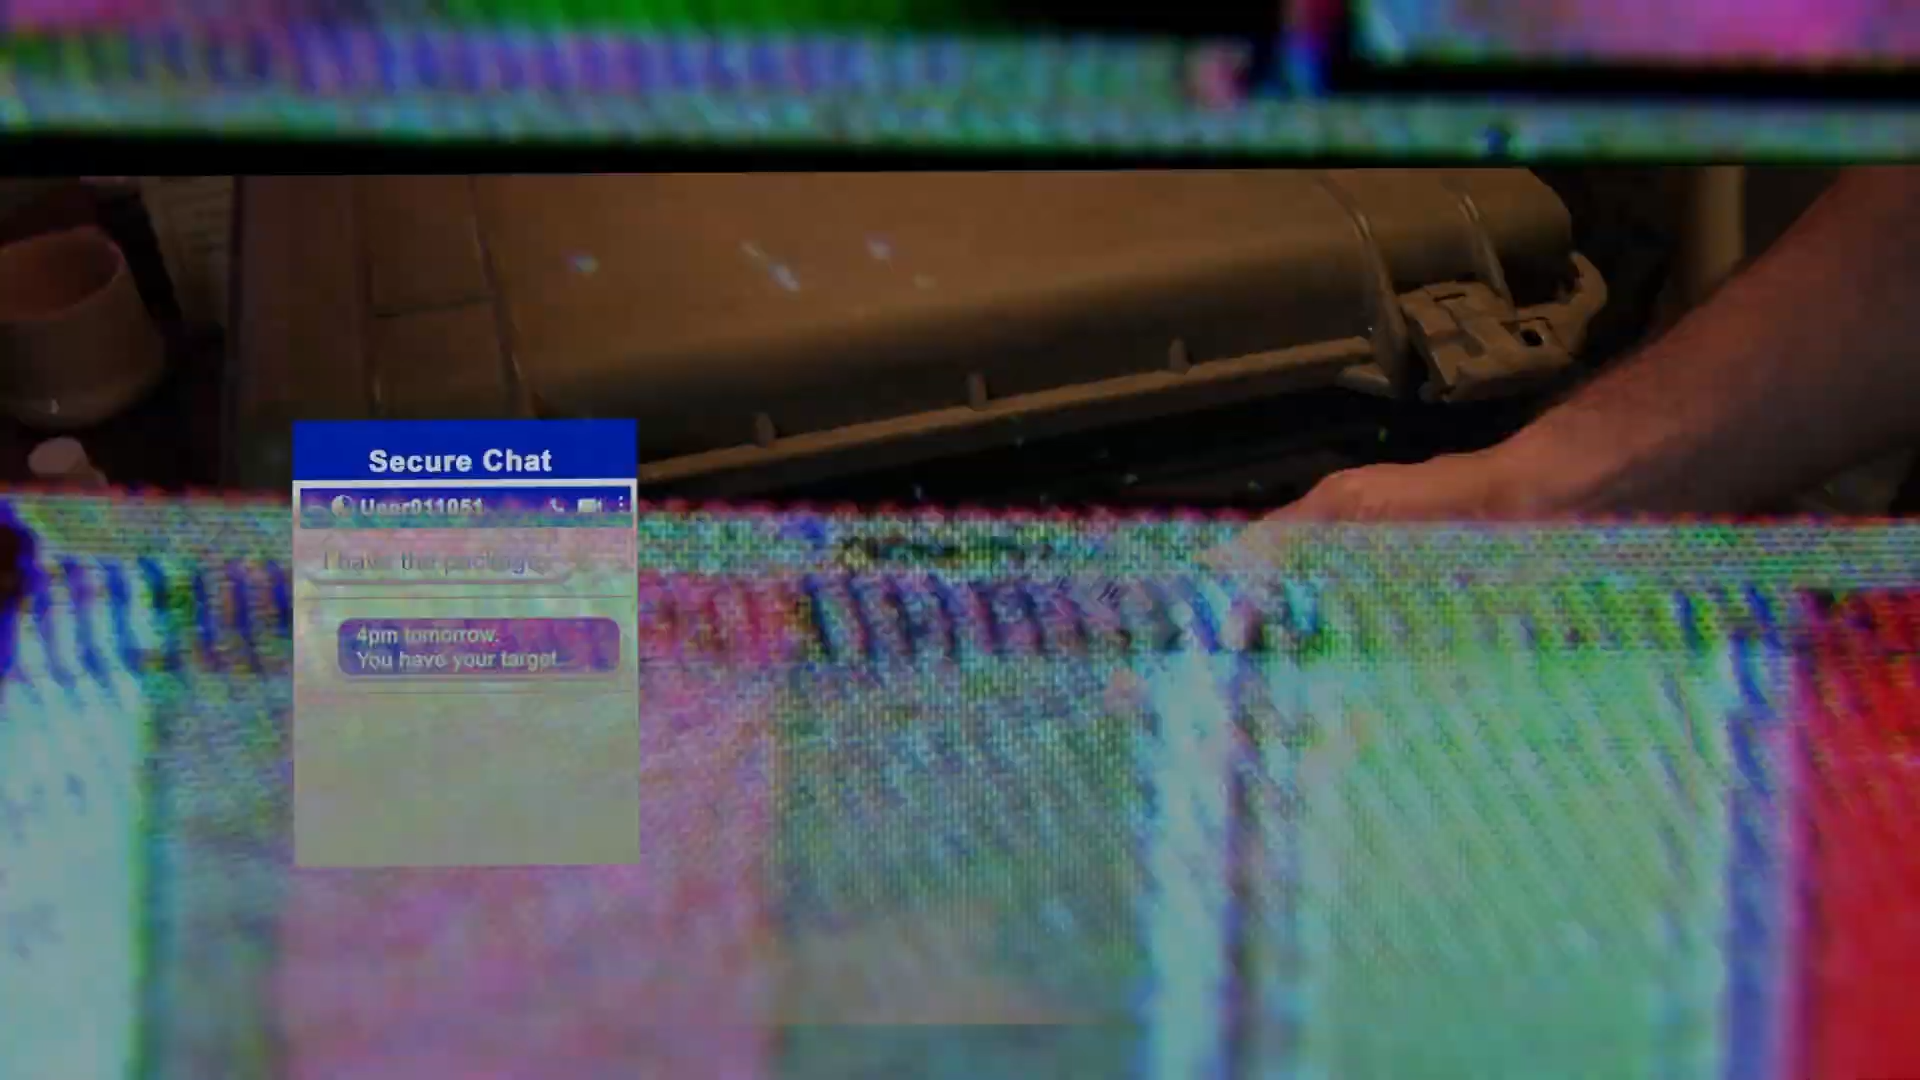 Secure Chat
User011051
I have the package.
4pm tomorrow.
You have your target.